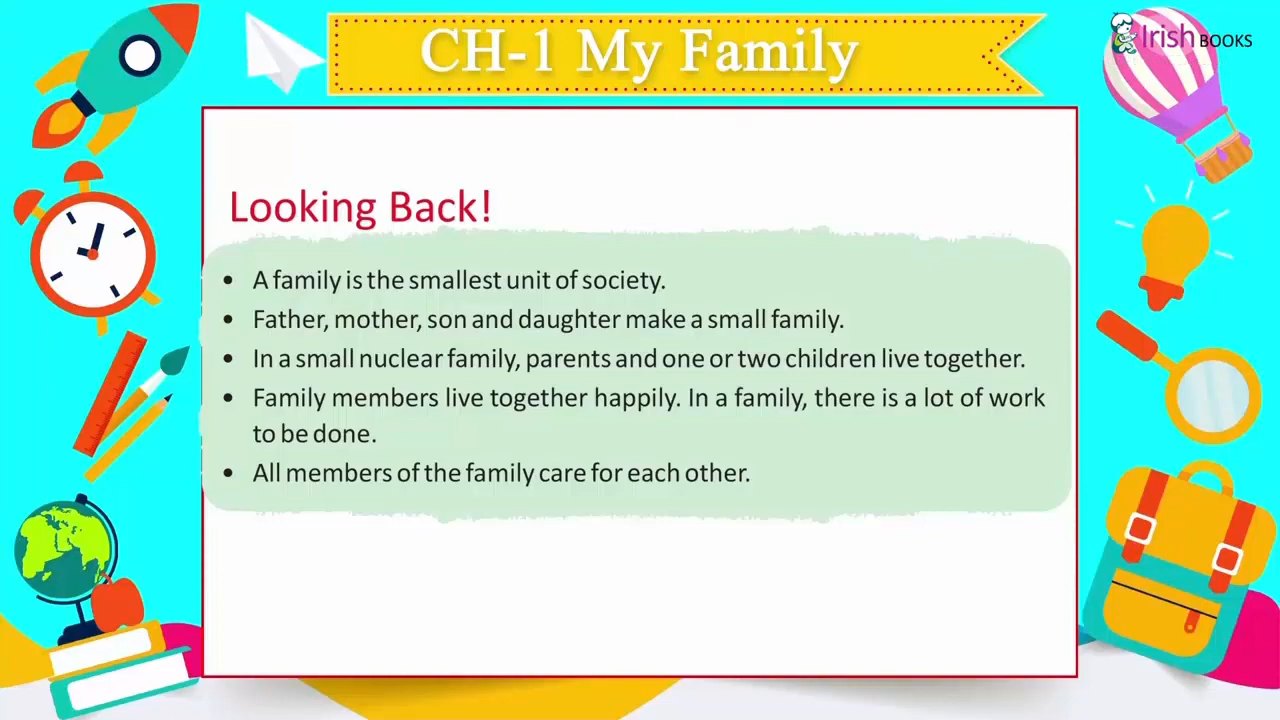 CH-1 My Family
Irish BOOKS
Looking Back!
• A family is the smallest unit of society.
• Father, mother, son and daughter make a small family.
• In a small nuclear family, parents and one or two children live together.
• Family members live together happily. In a family, there is a lot of work
to be done.
• All members of the family care for each other.